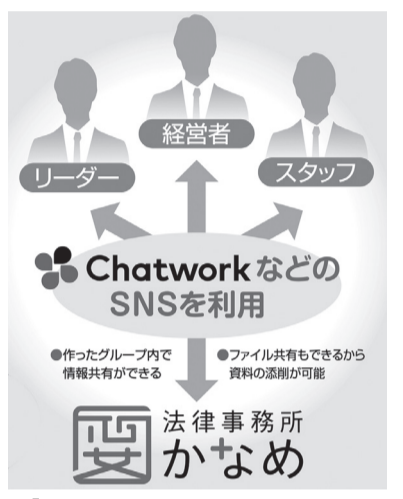 経営者
リーダー
スタッフ
Chatworkなどの
SNSを利用
●作ったグループ内で
情報共有ができる
●ファイル共有もできるから
資料の添削が可能
法律事務所
かなめ